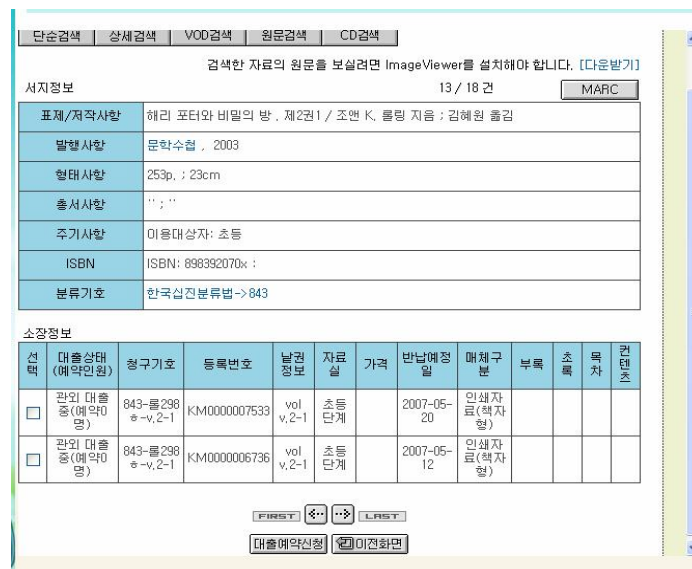 단순검색 상세검색 VOD검색 원문검색 CD검색
검색한 자료의 원문을 보실려면 ImageViewer를 설치해야 합니다. [다운받기]
서지정보 13 / 18 건 MARC
표제/저작사항 해리 포터와 비밀의 방 , 제2권1 / 조앤 K. 롤링 지음 ; 김혜원 옮김
발행사항 문학수첩 , 2003
형태사항 253p. ; 23cm
총서사항 '' ; ''
주기사항 이용대상자: 초등
ISBN ISBN: 898392070x :
분류기호 한국십진분류법->843
소장정보
선택 대출상태 (예약인원) 청구기호 등록번호 낱권정보 자료실 가격 반납예정일 매체구분 부록 초록 목차 컨텐츠
관외 대출중(예약0명) 843-롤298ㅎ-v.2-1 KM0000007533 vol v.2-1 초등단계 2007-05-20 인쇄자료(책자형)
관외 대출중(예약0명) 843-롤298ㅎ-v.2-1 KM0000006736 vol v.2-1 초등단계 2007-05-12 인쇄자료(책자형)
FIRST LAST
대출예약신청 이전화면